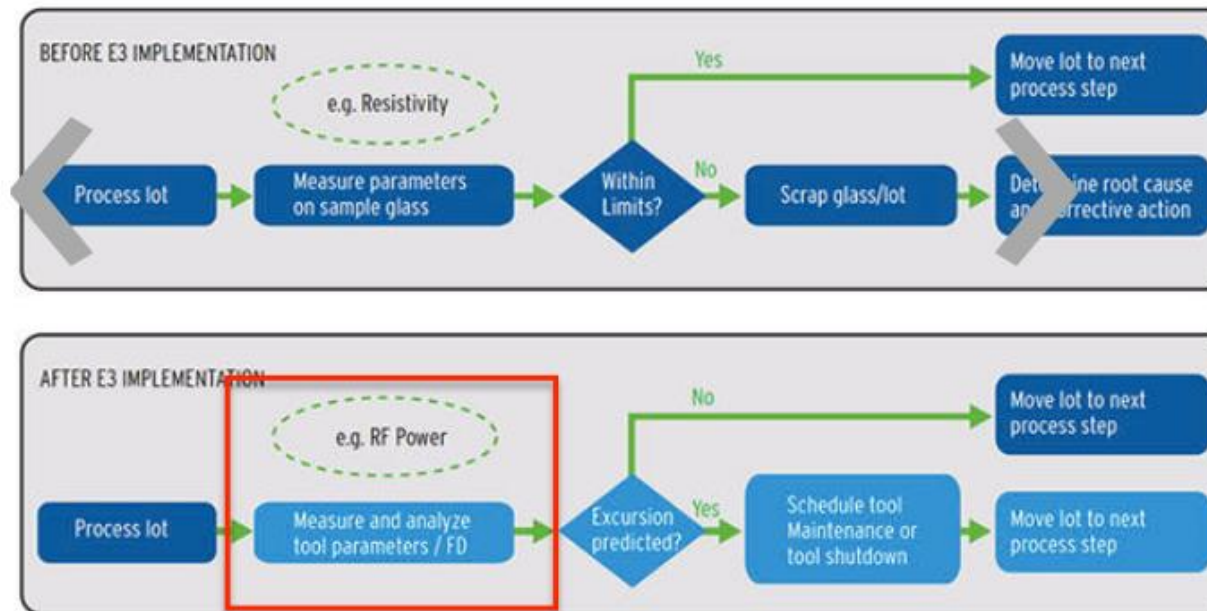 BEFORE E3 IMPLEMENTATION
e.g. Resistivity
Yes
Move lot to next
process step
Process lot
Measure parameters
on sample glass
Within
Limits?
No
Scrap glass/lot
root cause
corrective action
AFTER E3 IMPLEMENTATION
e.g. RF Power
No
Move lot to next
process step
Process lot
Measure and analyze
tool parameters / FD
Excursion
predicted?
Yes
Schedule tool
Maintenance or
tool shutdown
Move lot to next
process step